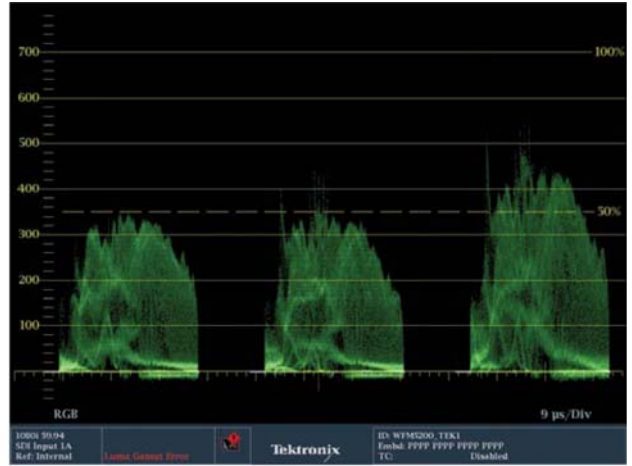 700
100%
600
500
400
50%
300
200
100
RGB
9 µs/Div
1080i 59.94
SDI Input 1A
Ref: Internal
Luma Gamut Error
Tektronix
ID: WFM5200_TEK1
Embd: PPPP PPPP PPPP PPPP
TC: Disabled